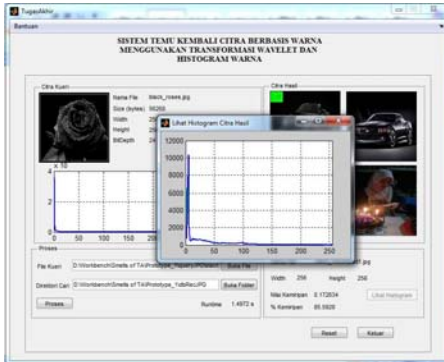 TugasAkhir
Bantuan
SISTEM TEMU KEMBALI CITRA BERBASIS WARNA
MENGGUNAKAN TRANSFORMASI WAVELET DAN
HISTOGRAM WARNA
Citra Kueri
Nama File black_roses.jpg
Size (bytes)
Width
Height
BitDepth
Citra Hasil
Lihat Histogram Citra Hasil
12000
10000
8000
6000
4000
2000
0
0 50 100 150 200 250
x 10
4
2
0
0 50 100 150 200 250
Proses
File Kueri
Buka File
Direktori Cari
Buka Folder
Proses
Runtime 1.4972 s
Width 256 Height 256
Nilai Kemiripan 0.172834 Lihat Histogram
% Kemiripan
Reset Keluar